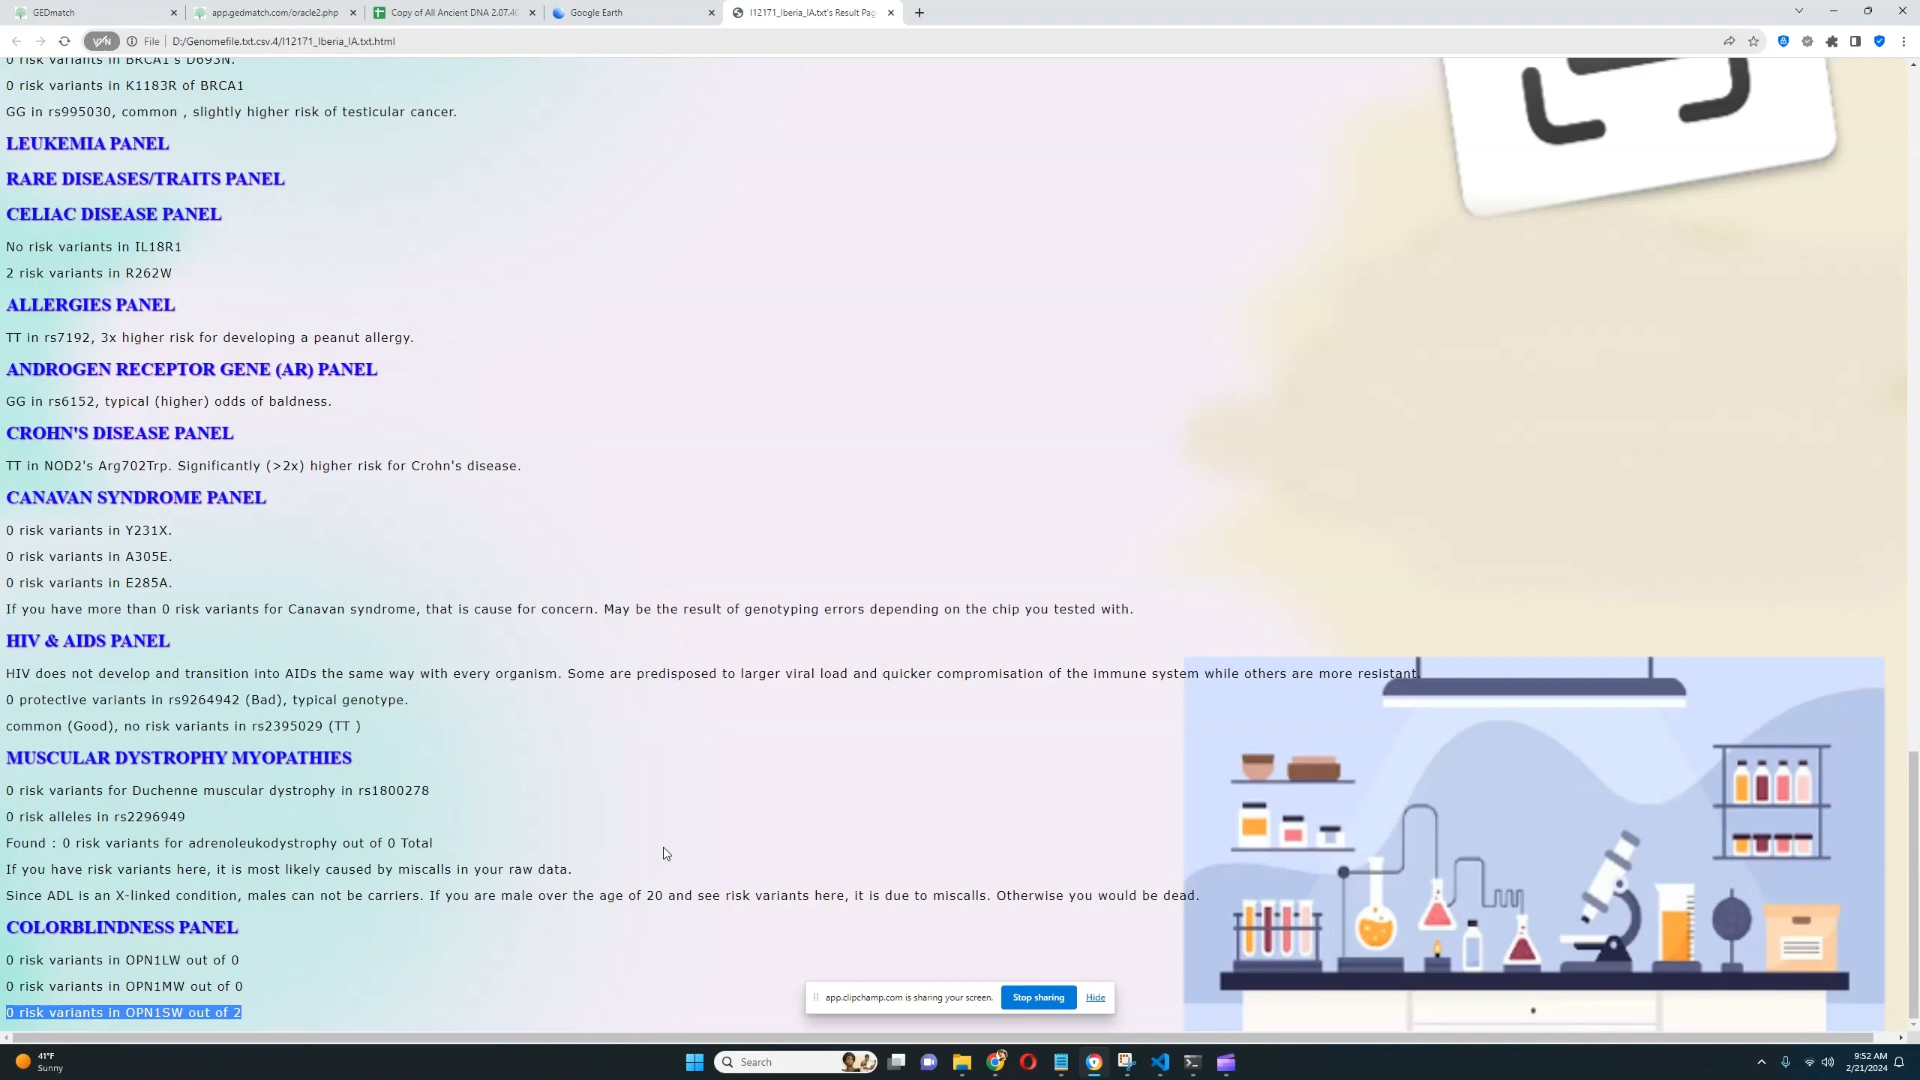 GEDmatch
app.gedmatch.com/oracle2.php
Copy of All Ancient DNA 2.07.40
Google Earth
I12171_Iberia_IA.txt's Result Pag
File
D:/Genomefile.txt.csv.4/I12171_Iberia_IA.txt.html
0 risk variants in BRCA1's D693N.
0 risk variants in K1183R of BRCA1
GG in rs995030, common , slightly higher risk of testicular cancer.
LEUKEMIA PANEL
RARE DISEASES/TRAITS PANEL
CELIAC DISEASE PANEL
No risk variants in IL18R1
2 risk variants in R262W
ALLERGIES PANEL
TT in rs7192, 3x higher risk for developing a peanut allergy.
ANDROGEN RECEPTOR GENE (AR) PANEL
GG in rs6152, typical (higher) odds of baldness.
CROHN'S DISEASE PANEL
TT in NOD2's Arg702Trp. Significantly (>2x) higher risk for Crohn's disease.
CANAVAN SYNDROME PANEL
0 risk variants in Y231X.
0 risk variants in A305E.
0 risk variants in E285A.
If you have more than 0 risk variants for Canavan syndrome, that is cause for concern. May be the result of genotyping errors depending on the chip you tested with.
HIV & AIDS PANEL
HIV does not develop and transition into AIDs the same way with every organism. Some are predisposed to larger viral load and quicker compromisation of the immune system while others are more resistant.
0 protective variants in rs9264942 (Bad), typical genotype.
common (Good), no risk variants in rs2395029 (TT )
MUSCULAR DYSTROPHY MYOPATHIES
0 risk variants for Duchenne muscular dystrophy in rs1800278
0 risk alleles in rs2296949
Found : 0 risk variants for adrenoleukodystrophy out of 0 Total
If you have risk variants here, it is most likely caused by miscalls in your raw data.
Since ADL is an X-linked condition, males can not be carriers. If you are male over the age of 20 and see risk variants here, it is due to miscalls. Otherwise you would be dead.
COLORBLINDNESS PANEL
0 risk variants in OPN1LW out of 0
0 risk variants in OPN1MW out of 0
0 risk variants in OPN1SW out of 2
app.clipchamp.com is sharing your screen.
Stop sharing
Hide
41°F
Sunny
Search
9:52 AM
2/21/2024